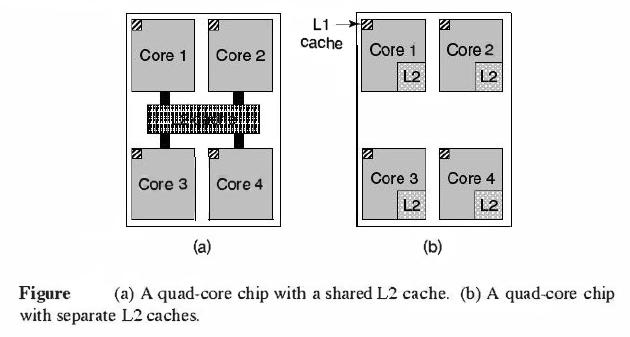 Core 1
Core 2
Core 3
Core 4
(a)
L1
cache
Core 1
L2
Core 2
L2
Core 3
L2
Core 4
L2
(b)
Figure (a) A quad-core chip with a shared L2 cache. (b) A quad-core chip
with separate L2 caches.